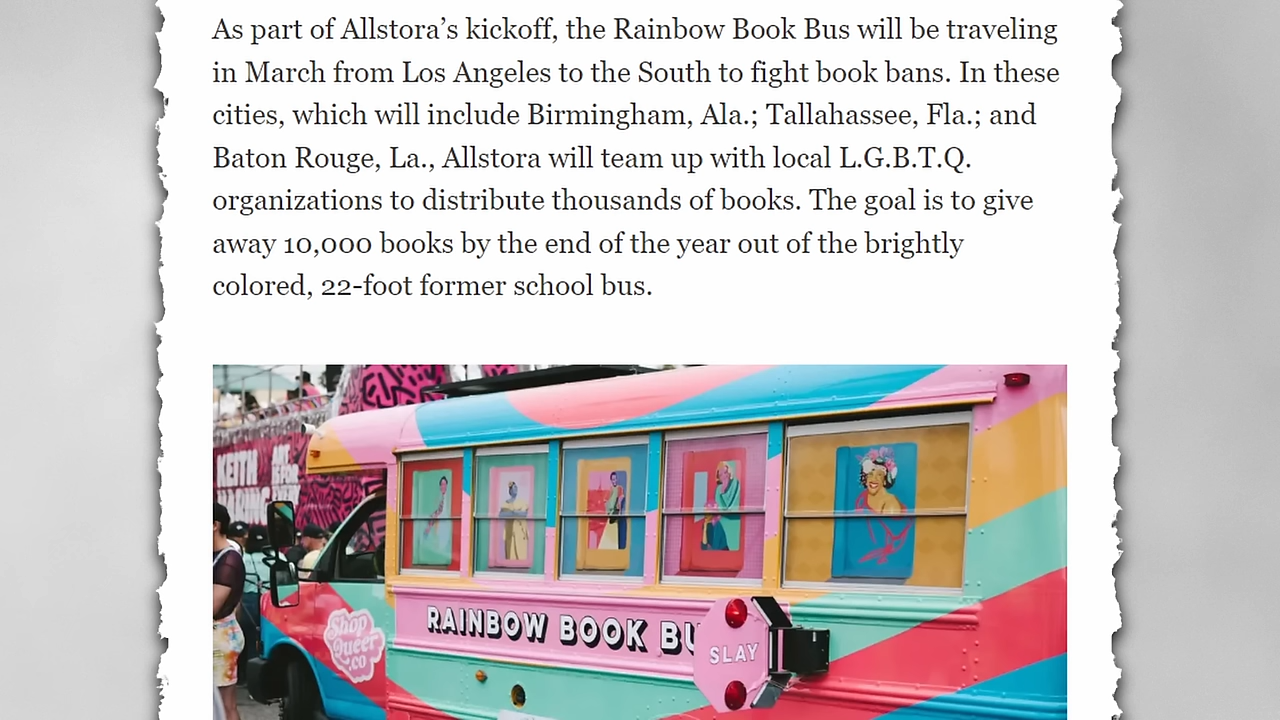 As part of Allstora’s kickoff, the Rainbow Book Bus will be traveling
in March from Los Angeles to the South to fight book bans. In these
cities, which will include Birmingham, Ala.; Tallahassee, Fla.; and
Baton Rouge, La., Allstora will team up with local L.G.B.T.Q.
organizations to distribute thousands of books. The goal is to give
away 10,000 books by the end of the year out of the brightly
colored, 22-foot former school bus.
KEITH
RAINBOW BOOK BU
SLAY
Shop
Queer
.co